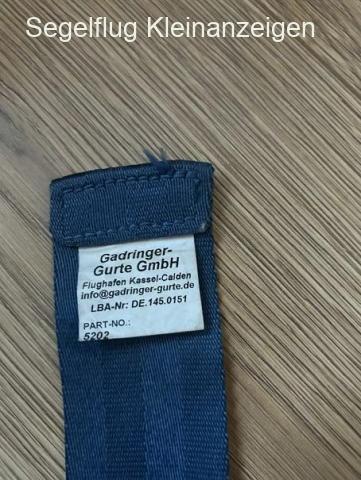 Segelflug Kleinanzeigen
Gadringer-
Gurte GmbH
Flughafen Kassel-Calden
info@gadringer-gurte.de
LBA-Nr: DE.145.0151
PART-NO.:
5202